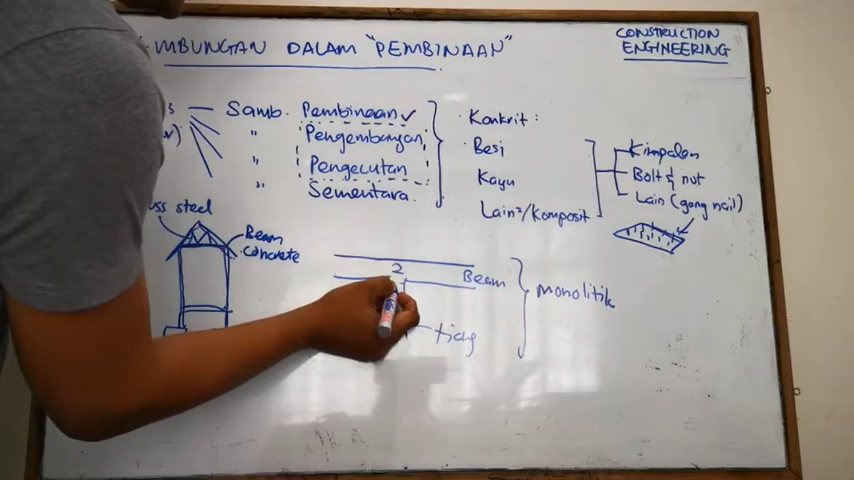 MBUNGAN DALAM "PEMBINAAN"
CONSTRUCTION
ENGINEERING
Samb. Pembinaan ✓
" Pengembangan
" Pengecutan
" Sementara.
• Konkrit :
• Besi
Kayu
Lain²/Komposit
Kimpalan
Bolt & nut
Lain (gang nail)
uss steel
Beam
concrete
2
Beam
tiang
monolitik